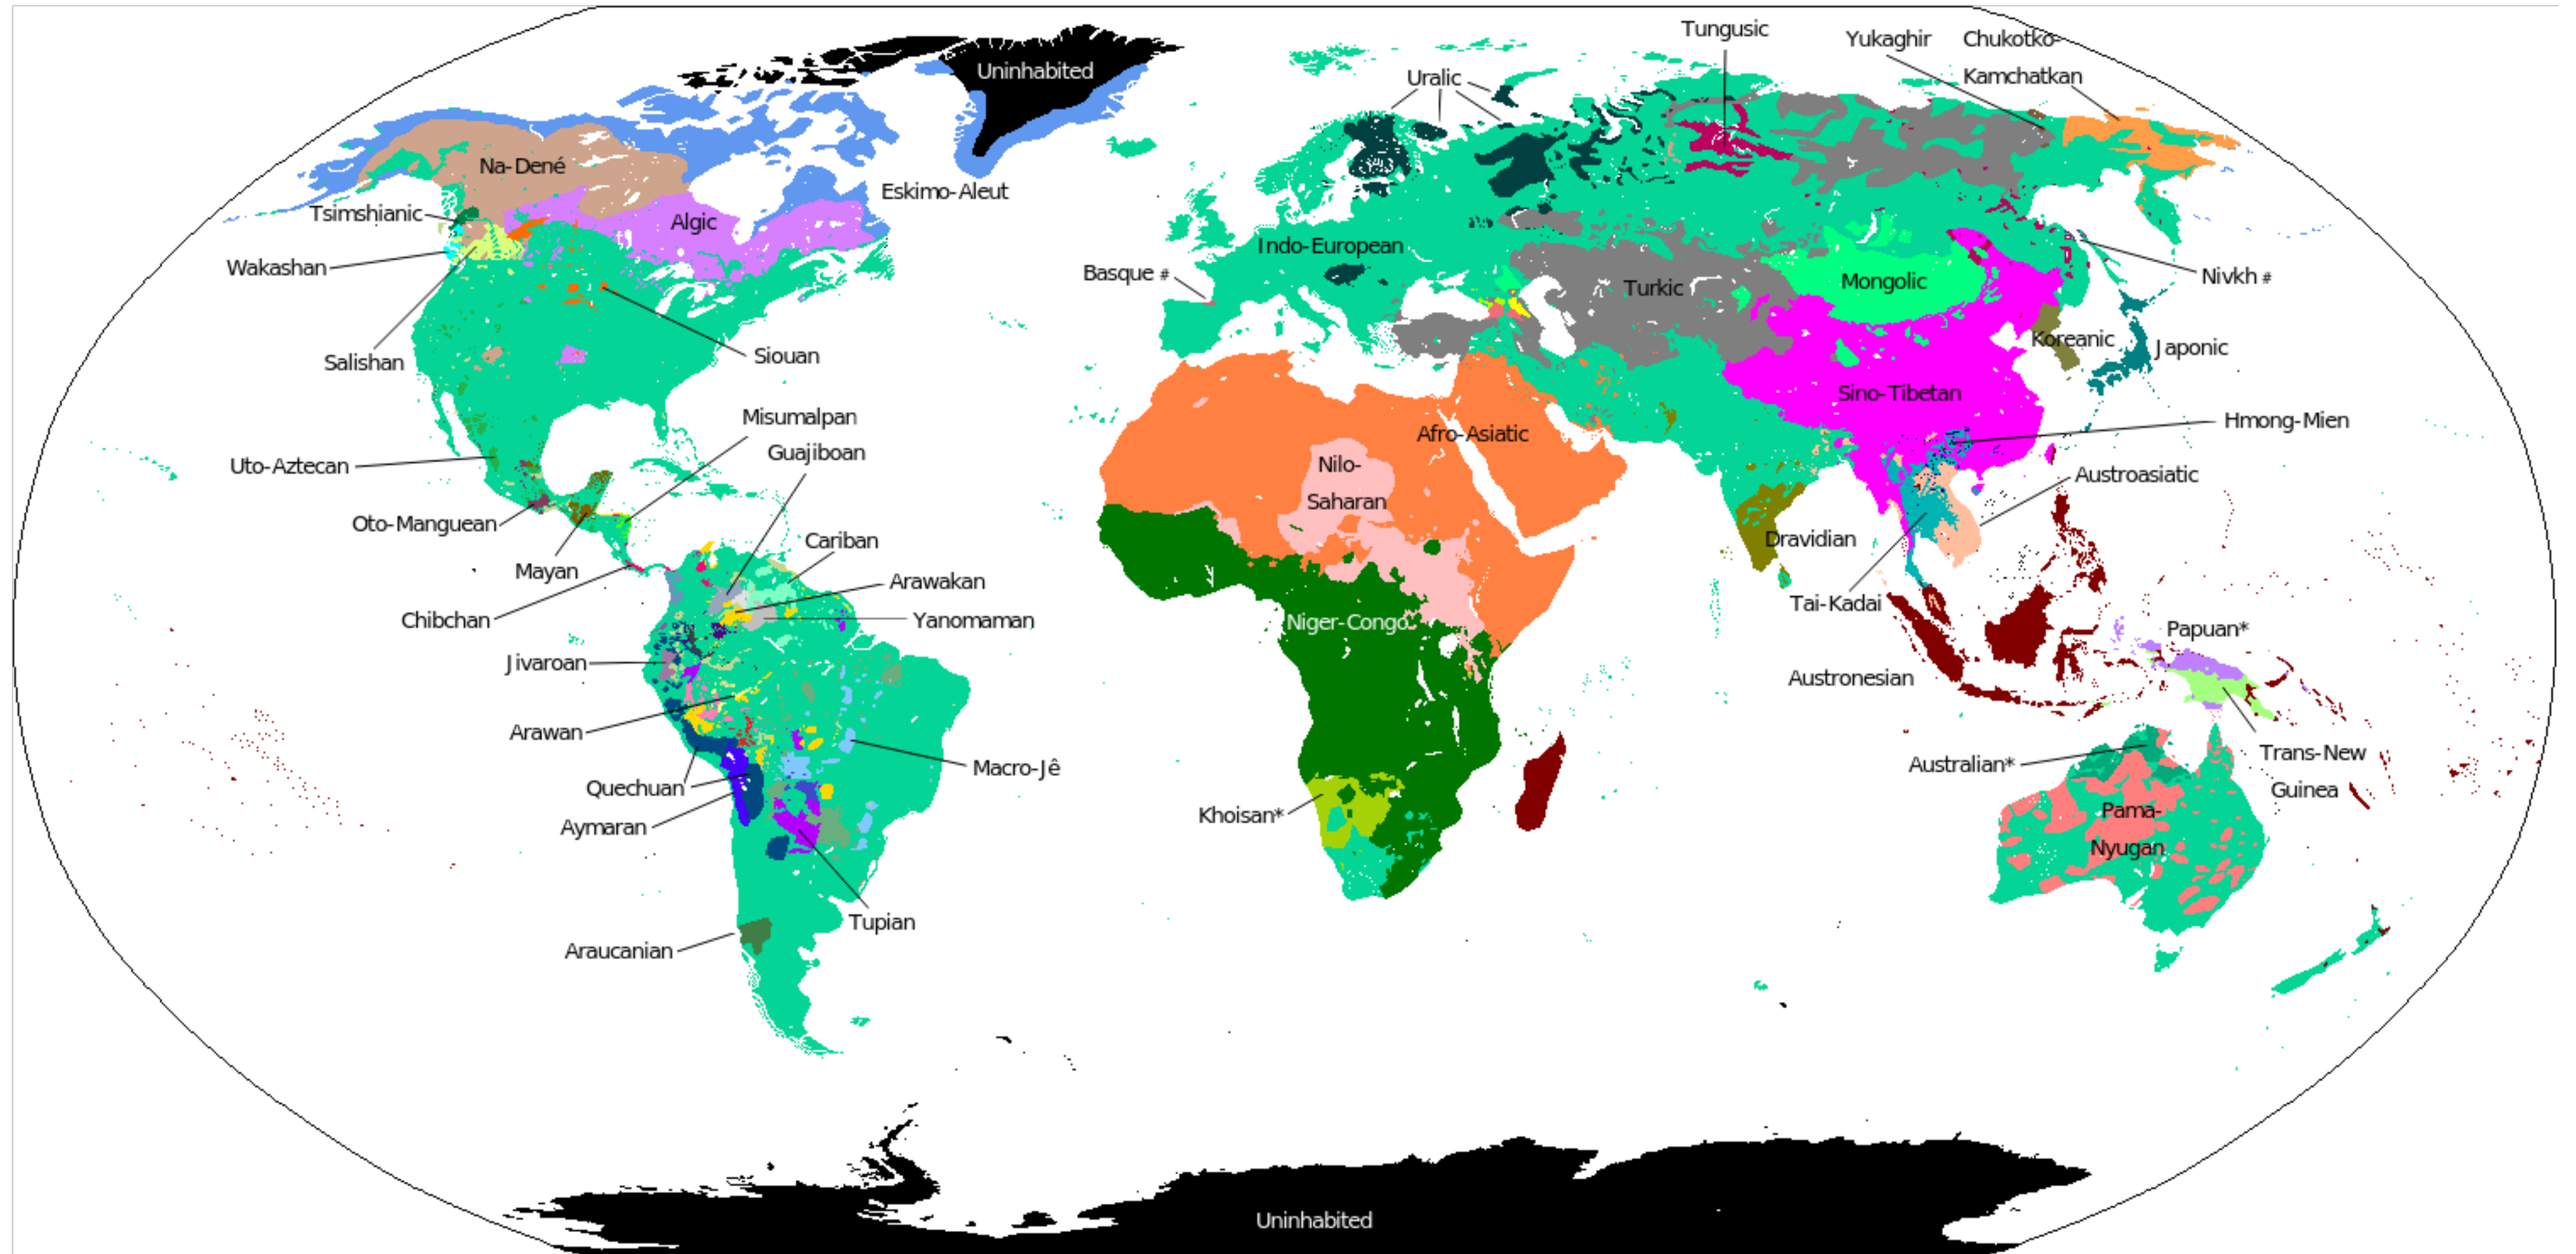 Tungusic
Yukaghir
Chukotko-
Kamchatkan
Uninhabited
Uralic
Na-Dené
Eskimo-Aleut
Tsimshianic
Algic
Indo-European
Wakashan
Basque #
Turkic
Mongolic
Nivkh #
Salishan
Siouan
Koreanic
Japonic
Sino-Tibetan
Misumalpan
Hmong-Mien
Guajiboan
Afro-Asiatic
Uto-Aztecan
Nilo-
Saharan
Austroasiatic
Oto-Manguean
Cariban
Dravidian
Mayan
Arawakan
Chibchan
Yanomaman
Niger-Congo
Tai-Kadai
Papuan*
Jivaroan
Austronesian
Arawan
Macro-Jê
Trans-New
Guinea
Australian*
Quechuan
Pama-
Nyugan
Aymaran
Khoisan*
Tupian
Araucanian
Uninhabited